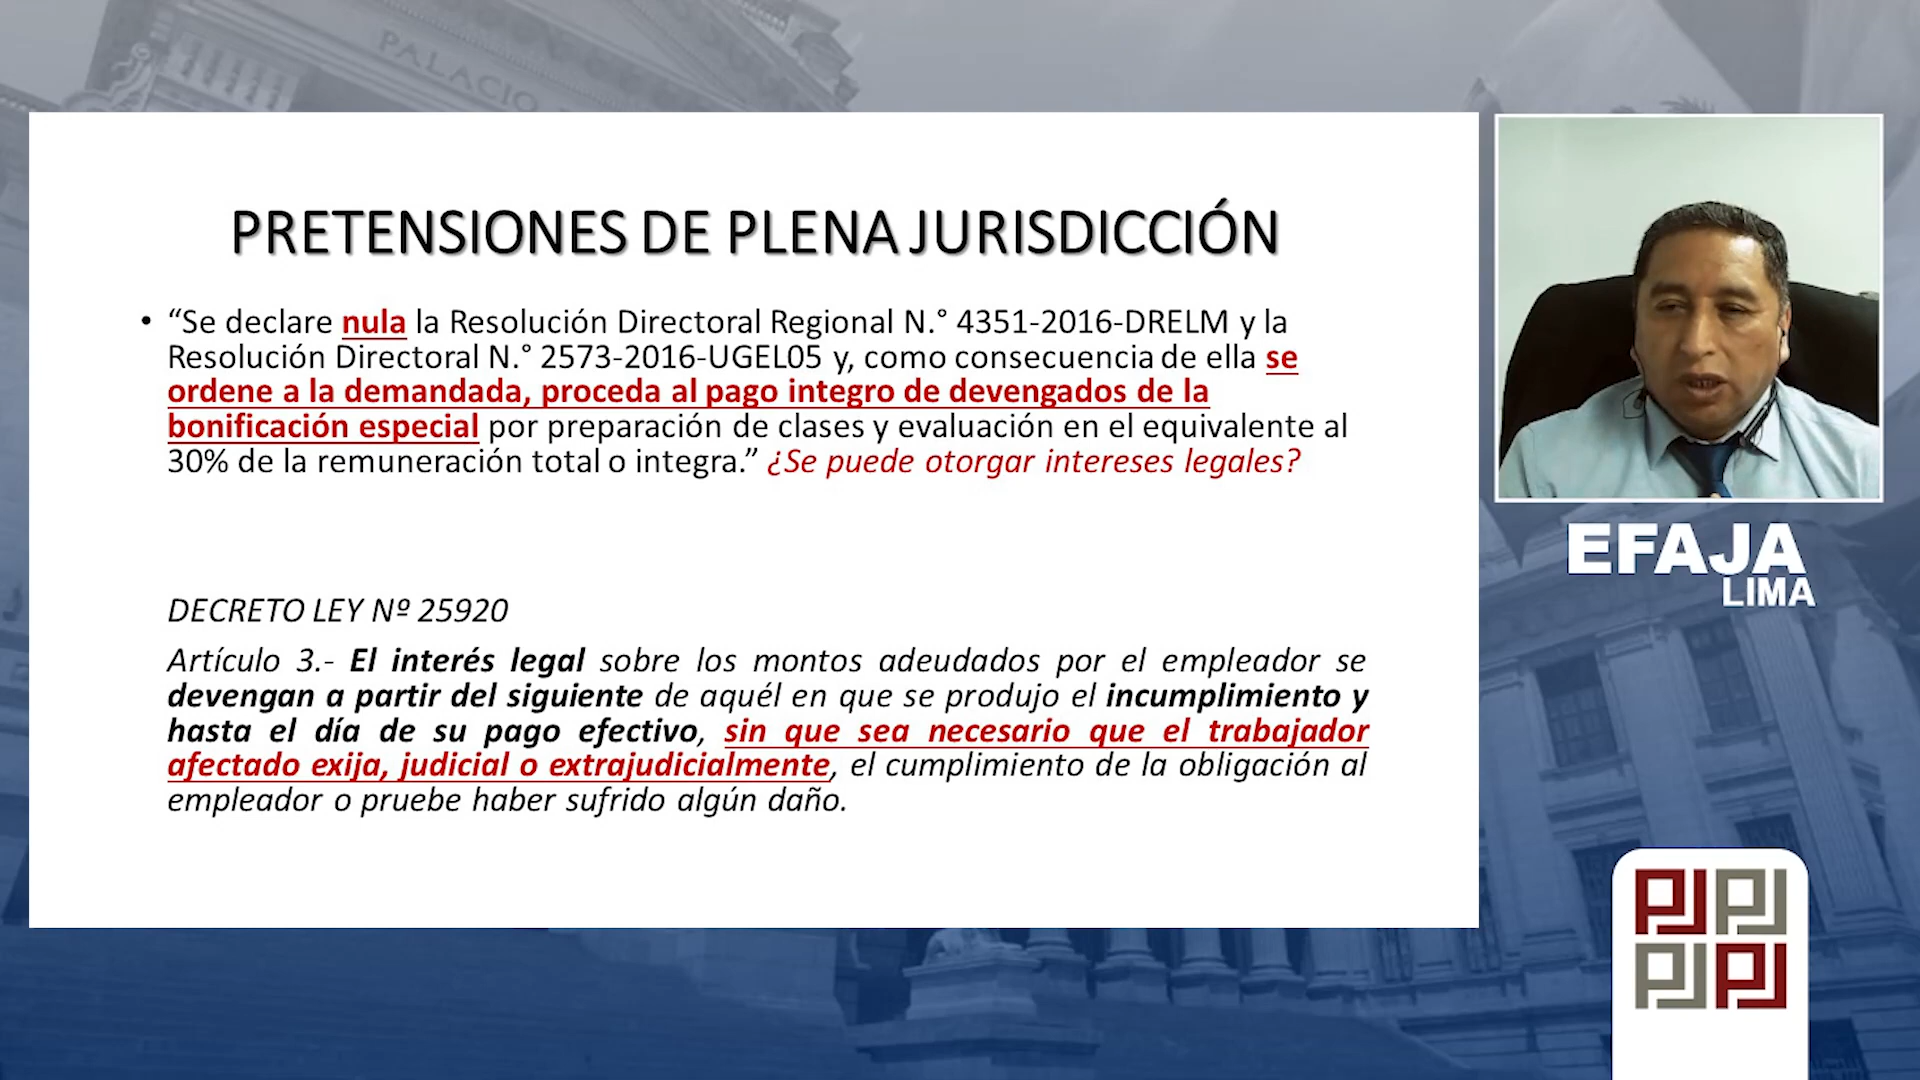 PALACIO
PRETENSIONES DE PLENA JURISDICCIÓN
• “Se declare nula la Resolución Directoral Regional N.° 4351-2016-DRELM y la
Resolución Directoral N.° 2573-2016-UGEL05 y, como consecuencia de ella se
ordene a la demandada, proceda al pago integro de devengados de la
bonificación especial por preparación de clases y evaluación en el equivalente al
30% de la remuneración total o integra.” ¿Se puede otorgar intereses legales?
DECRETO LEY Nº 25920
Artículo 3.- El interés legal sobre los montos adeudados por el empleador se
devengan a partir del siguiente de aquél en que se produjo el incumplimiento y
hasta el día de su pago efectivo, sin que sea necesario que el trabajador
afectado exija, judicial o extrajudicialmente, el cumplimiento de la obligación al
empleador o pruebe haber sufrido algún daño.
EFAJA
LIMA
PJ PJ
PJ PJ